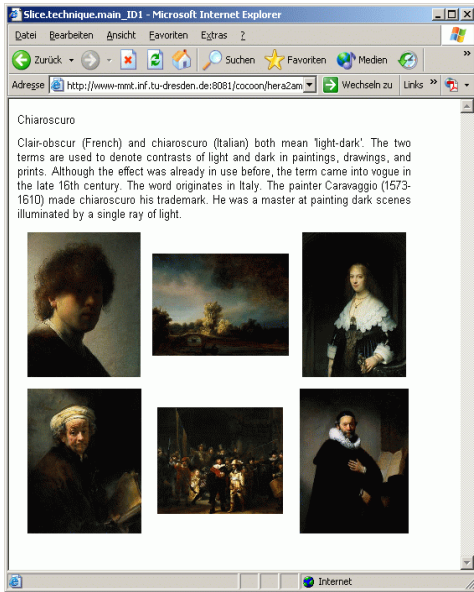 Slice.technique.main_ID1 - Microsoft Internet Explorer
Datei Bearbeiten Ansicht Favoriten Extras ?
Zurück Suchen Favoriten Medien »
Adresse http://www-mmt.inf.tu-dresden.de:8081/cocoon/hera2am Wechseln zu Links »
Chiaroscuro
Clair-obscur (French) and chiaroscuro (Italian) both mean 'light-dark'. The two
terms are used to denote contrasts of light and dark in paintings, drawings, and
prints. Although the effect was already in use before, the term came into vogue in
the late 16th century. The word originates in Italy. The painter Caravaggio (1573-
1610) made chiaroscuro his trademark. He was a master at painting dark scenes
illuminated by a single ray of light.
Internet